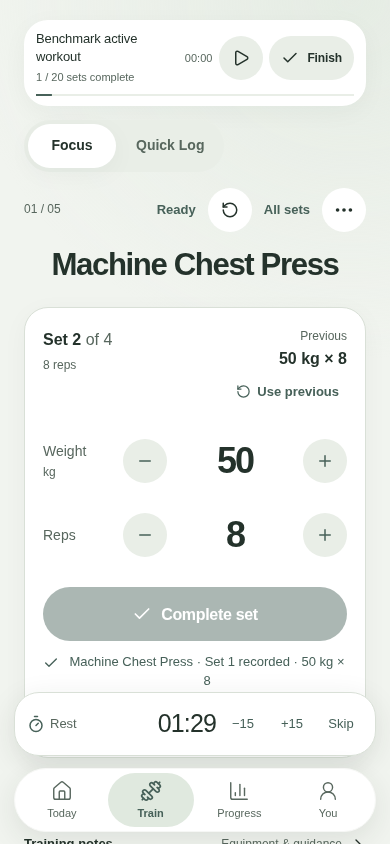 Benchmark active
workout
1 / 20 sets complete
00:00
Finish
Focus
Quick Log
01 / 05
Ready
All sets
Machine Chest Press
Set 2 of 4
8 reps
Previous
50 kg × 8
Use previous
Weight
kg
50
Reps
8
Complete set
Machine Chest Press · Set 1 recorded · 50 kg ×
8
Rest
01:29
−15
+15
Skip
Today
Train
Progress
You
Training notes
Equipment & guidance